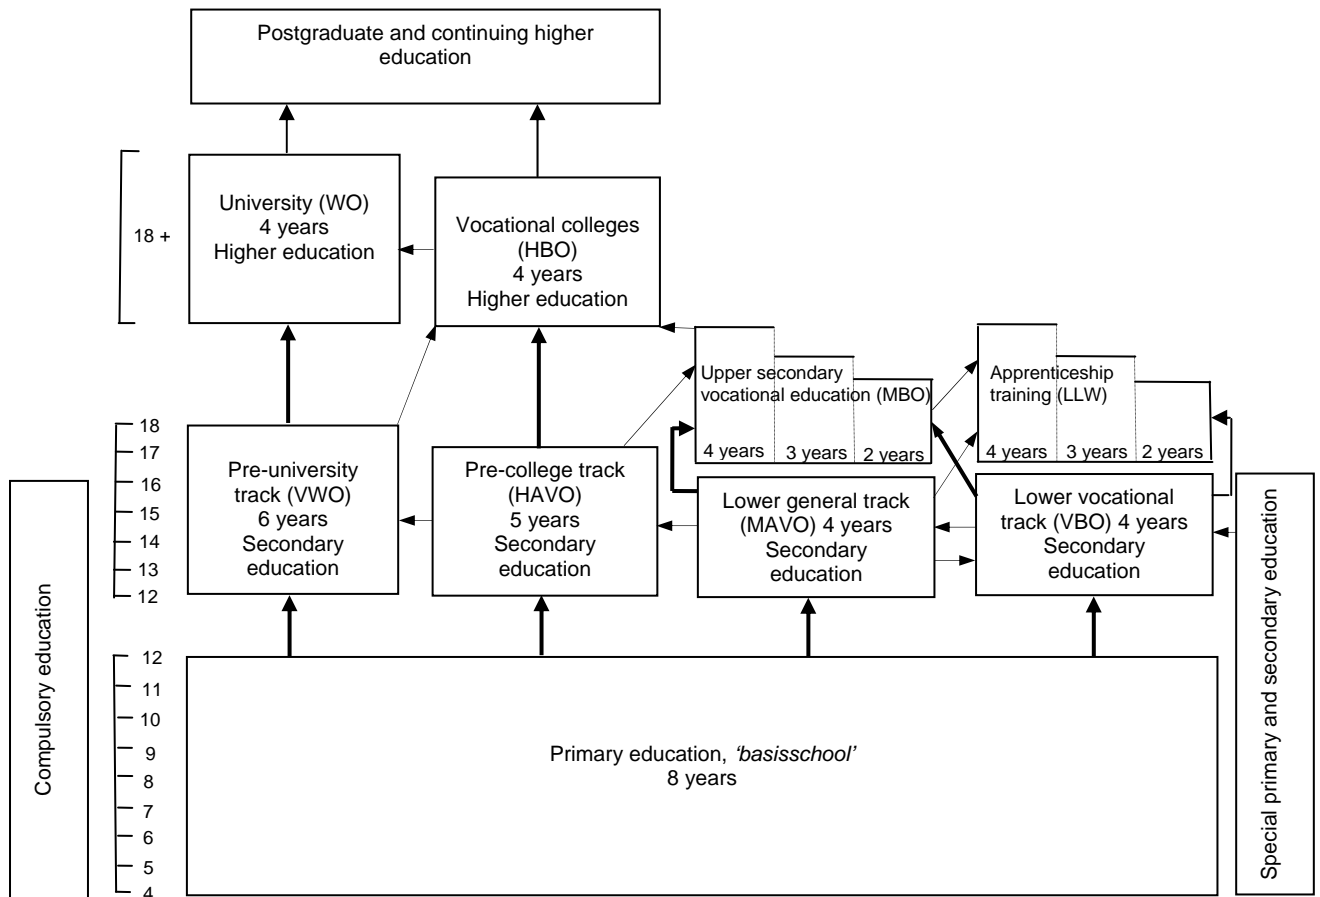 Postgraduate and continuing higher
education
18 +
University (WO)
4 years
Higher education
Vocational colleges
(HBO)
4 years
Higher education
Upper secondary
vocational education (MBO)
4 years
3 years
2 years
Apprenticeship
training (LLW)
4 years
3 years
2 years
18
17
16
15
14
13
12
Pre-university
track (VWO)
6 years
Secondary
education
Pre-college track
(HAVO)
5 years
Secondary
education
Lower general track
(MAVO) 4 years
Secondary
education
Lower vocational
track (VBO) 4 years
Secondary
education
Compulsory education
Special primary and secondary education
12
11
10
9
8
7
6
5
4
Primary education, 'basisschool'
8 years